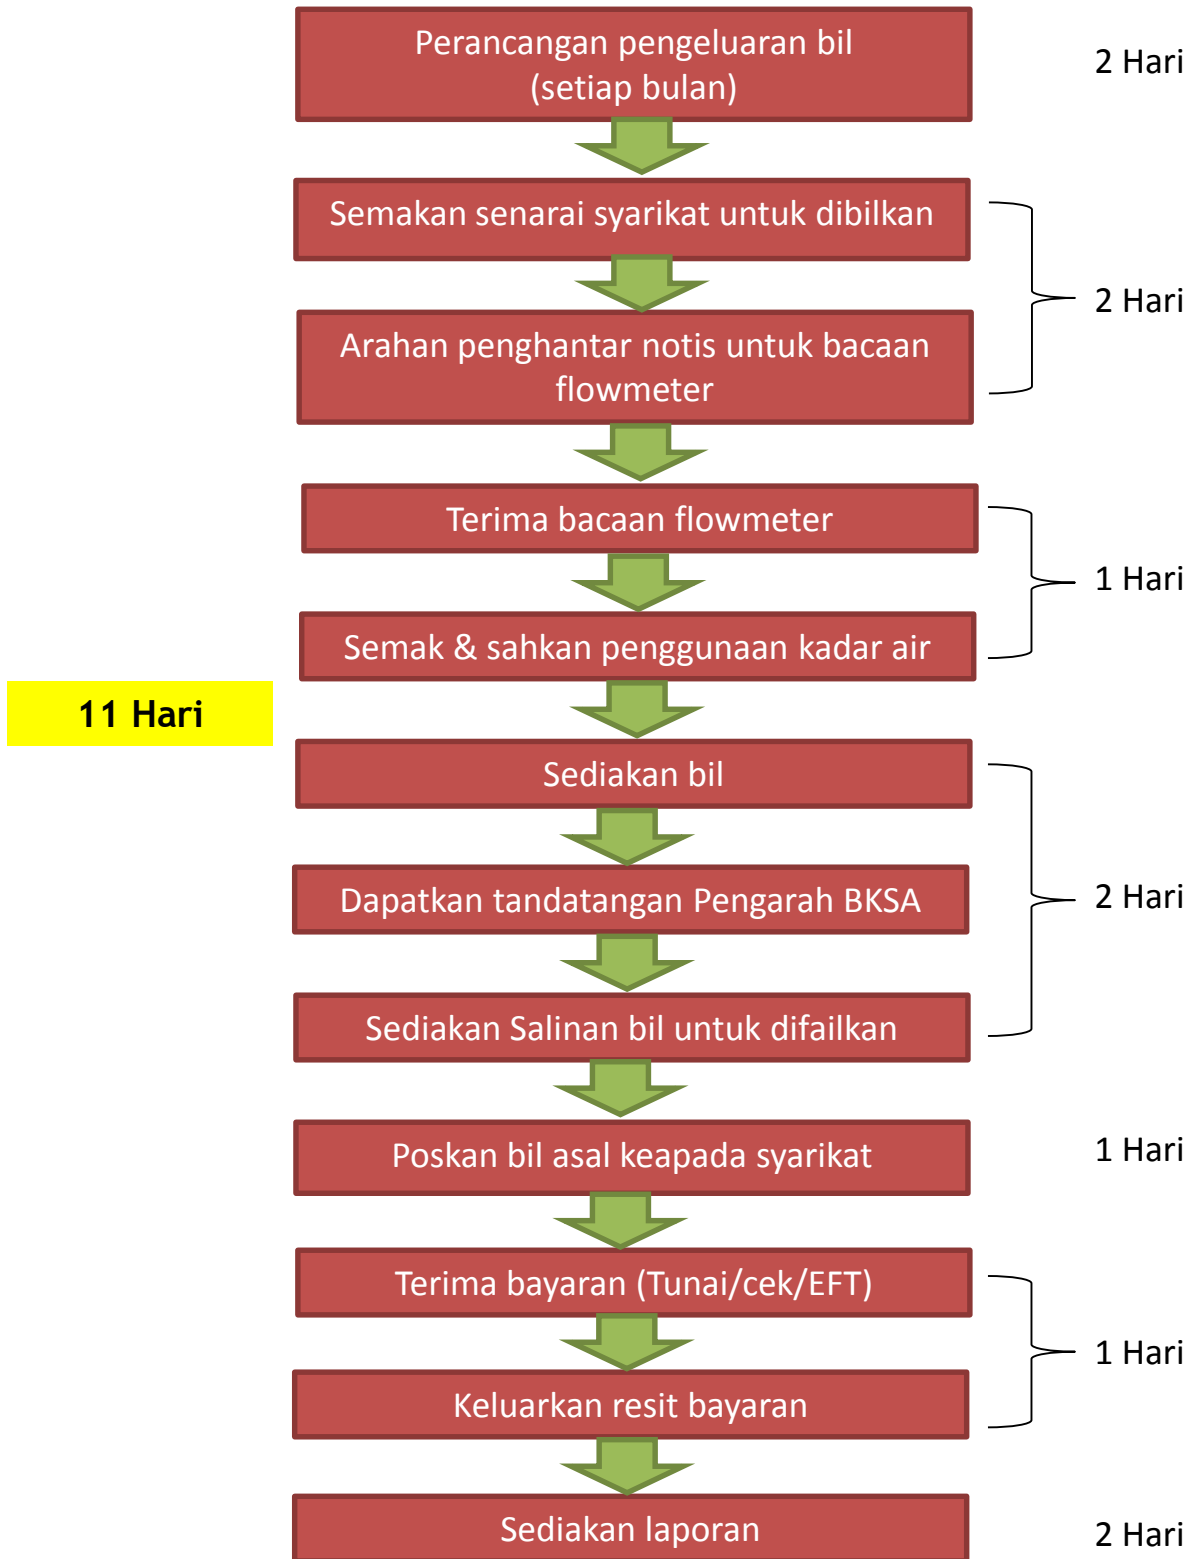 Perancangan pengeluaran bil
(setiap bulan)
2 Hari
Semakan senarai syarikat untuk dibilkan
2 Hari
Arahan penghantar notis untuk bacaan
flowmeter
Terima bacaan flowmeter
1 Hari
Semak & sahkan penggunaan kadar air
11 Hari
Sediakan bil
Dapatkan tandatangan Pengarah BKSA
2 Hari
Sediakan Salinan bil untuk difailkan
Poskan bil asal keapada syarikat
1 Hari
Terima bayaran (Tunai/cek/EFT)
1 Hari
Keluarkan resit bayaran
Sediakan laporan
2 Hari